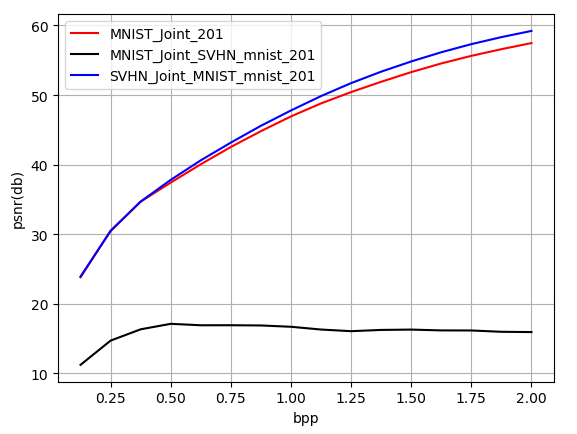 MNIST_Joint_201
MNIST_Joint_SVHN_mnist_201
SVHN_Joint_MNIST_mnist_201
60
50
40
30
20
10
psnr(db)
0.25 0.50 0.75 1.00 1.25 1.50 1.75 2.00
bpp